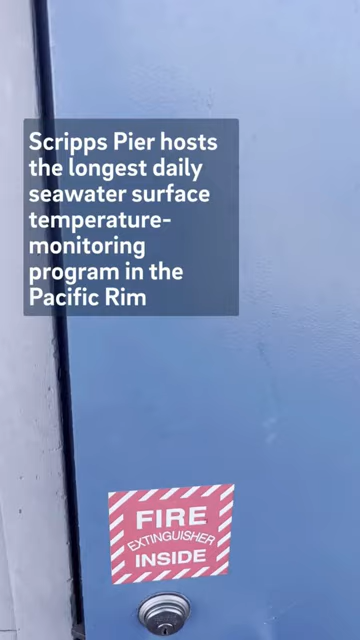 Scripps Pier hosts
the longest daily
seawater surface
temperature-
monitoring
program in the
Pacific Rim
FIRE
EXTINGUISHER
INSIDE